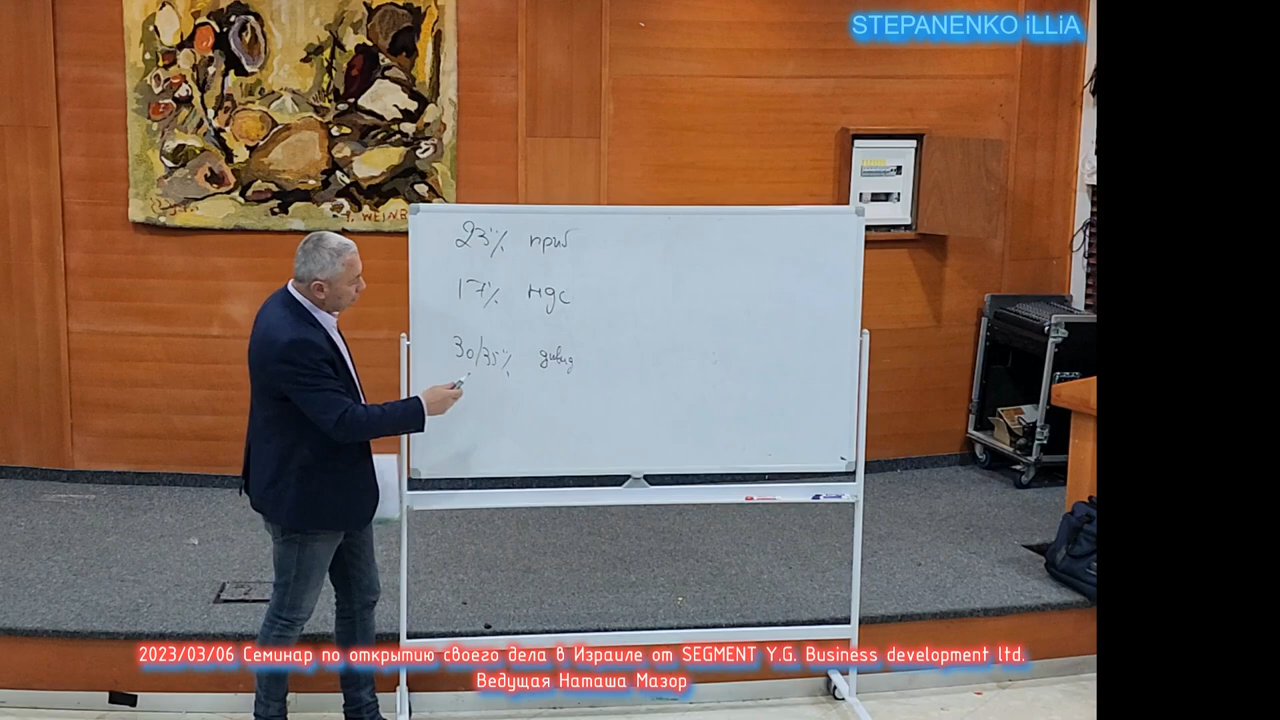 STEPANENKO iLLiA
Y. WEINB
23% приб
17% НДС
30/35% дивид
2023/03/06 Семинар по открытию своего дела в Израиле от SEGMENT Y.G. Business development ltd.
Ведущая Наташа Мазор